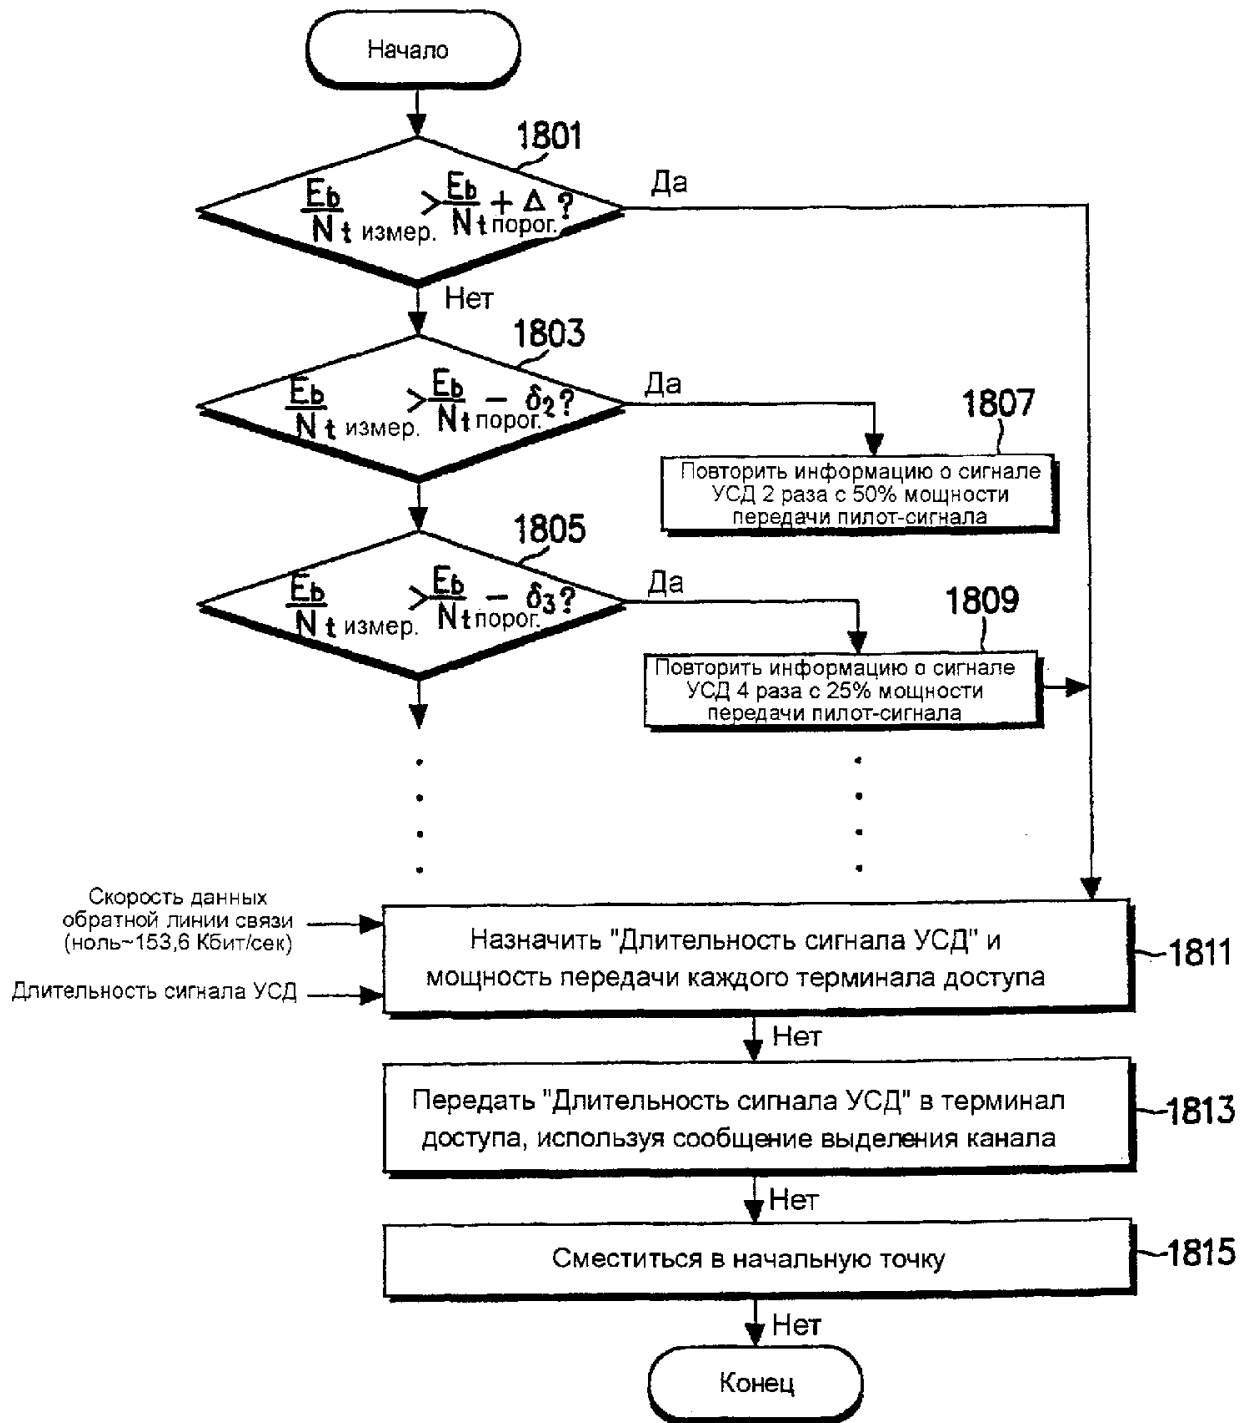 Начало
1801
Eb/Nt измер. > Eb/Nt порог. + Δ ?
Да
Нет
1803
Eb/Nt измер. > Eb/Nt порог. − δ2?
Да
1807
Повторить информацию о сигнале
УСД 2 раза с 50% мощности
передачи пилот-сигнала
1805
Eb/Nt измер. > Eb/Nt порог. − δ3?
Да
1809
Повторить информацию о сигнале
УСД 4 раза с 25% мощности
передачи пилот-сигнала
Скорость данных
обратной линии связи
(ноль~153,6 Кбит/сек)
Длительность сигнала УСД
Назначить "Длительность сигнала УСД" и
мощность передачи каждого терминала доступа
1811
Нет
Передать "Длительность сигнала УСД" в терминал
доступа, используя сообщение выделения канала
1813
Нет
Сместиться в начальную точку
1815
Нет
Конец